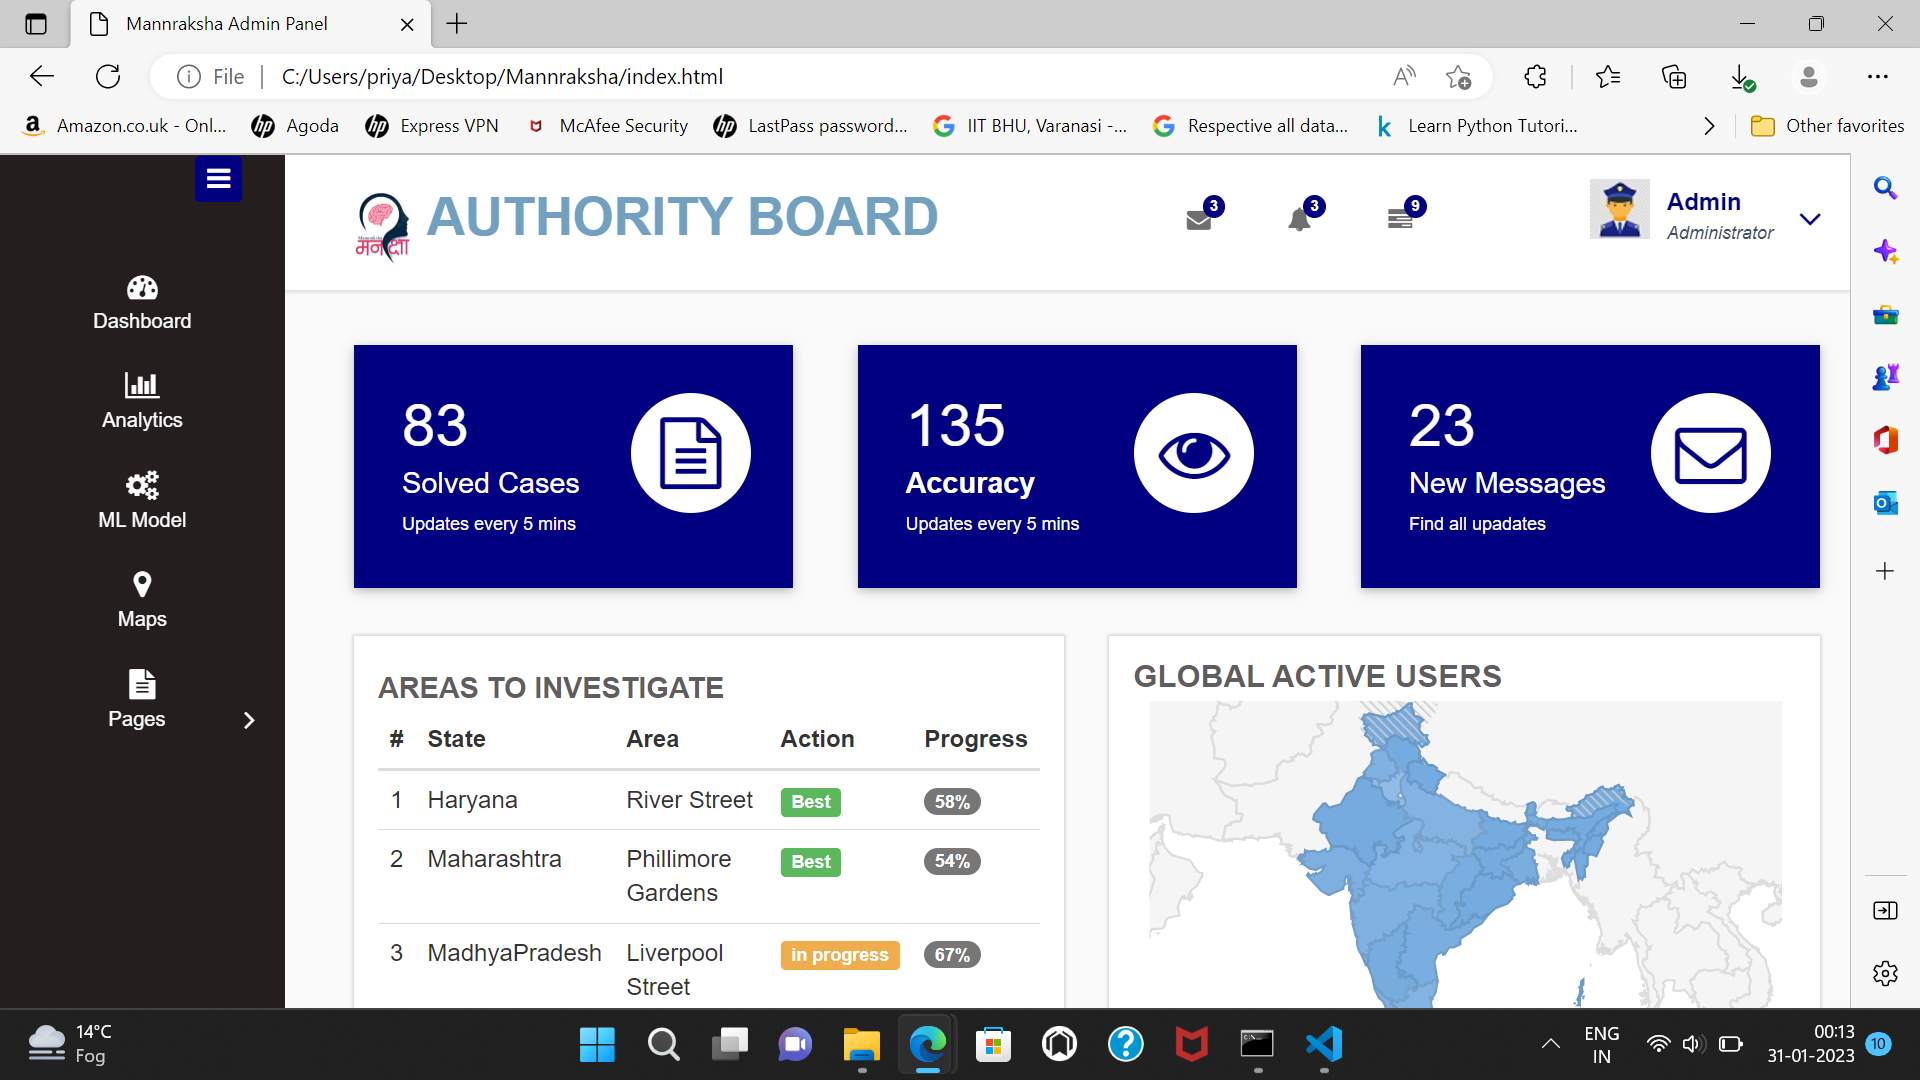 Mannraksha Admin Panel
File
C:/Users/priya/Desktop/Mannraksha/index.html
Amazon.co.uk - Onl...
Agoda
Express VPN
McAfee Security
LastPass password...
IIT BHU, Varanasi -...
Respective all data...
Learn Python Tutori...
Other favorites
AUTHORITY BOARD
3
3
9
Admin
Administrator
Dashboard
Analytics
ML Model
Maps
Pages
83
Solved Cases
Updates every 5 mins
135
Accuracy
Updates every 5 mins
23
New Messages
Find all upadates
AREAS TO INVESTIGATE
# State Area Action Progress
1 Haryana River Street Best 58%
2 Maharashtra Phillimore Best 54%
Gardens
3 MadhyaPradesh Liverpool in progress 67%
Street
GLOBAL ACTIVE USERS
14°C
Fog
ENG
IN
00:13
31-01-2023
10